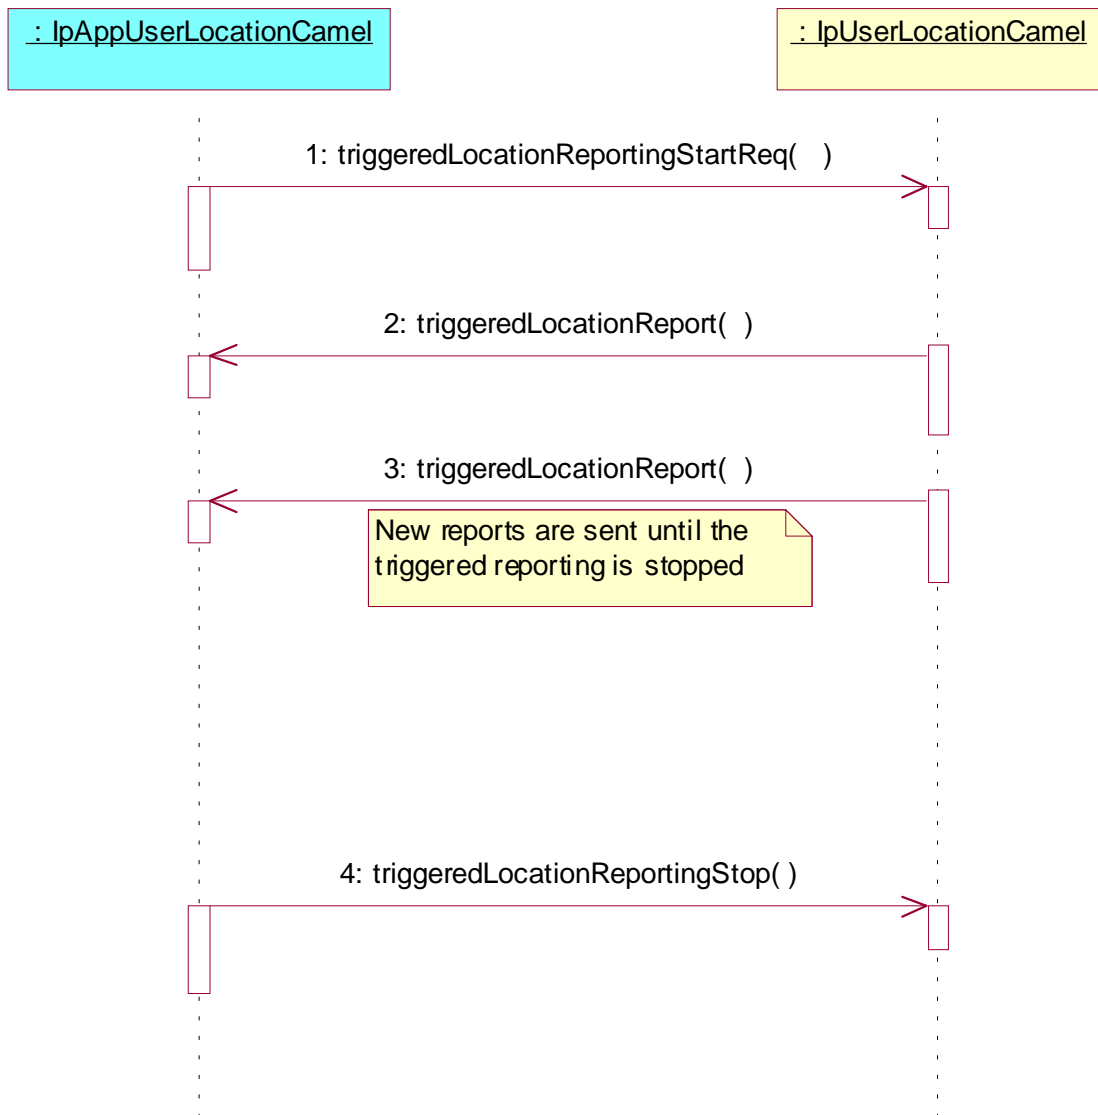 : IpAppUserLocationCamel
: IpUserLocationCamel
1: triggeredLocationReportingStartReq(   )
2: triggeredLocationReport(  )
3: triggeredLocationReport(  )
New reports are sent until the
triggered reporting is stopped
4: triggeredLocationReportingStop( )